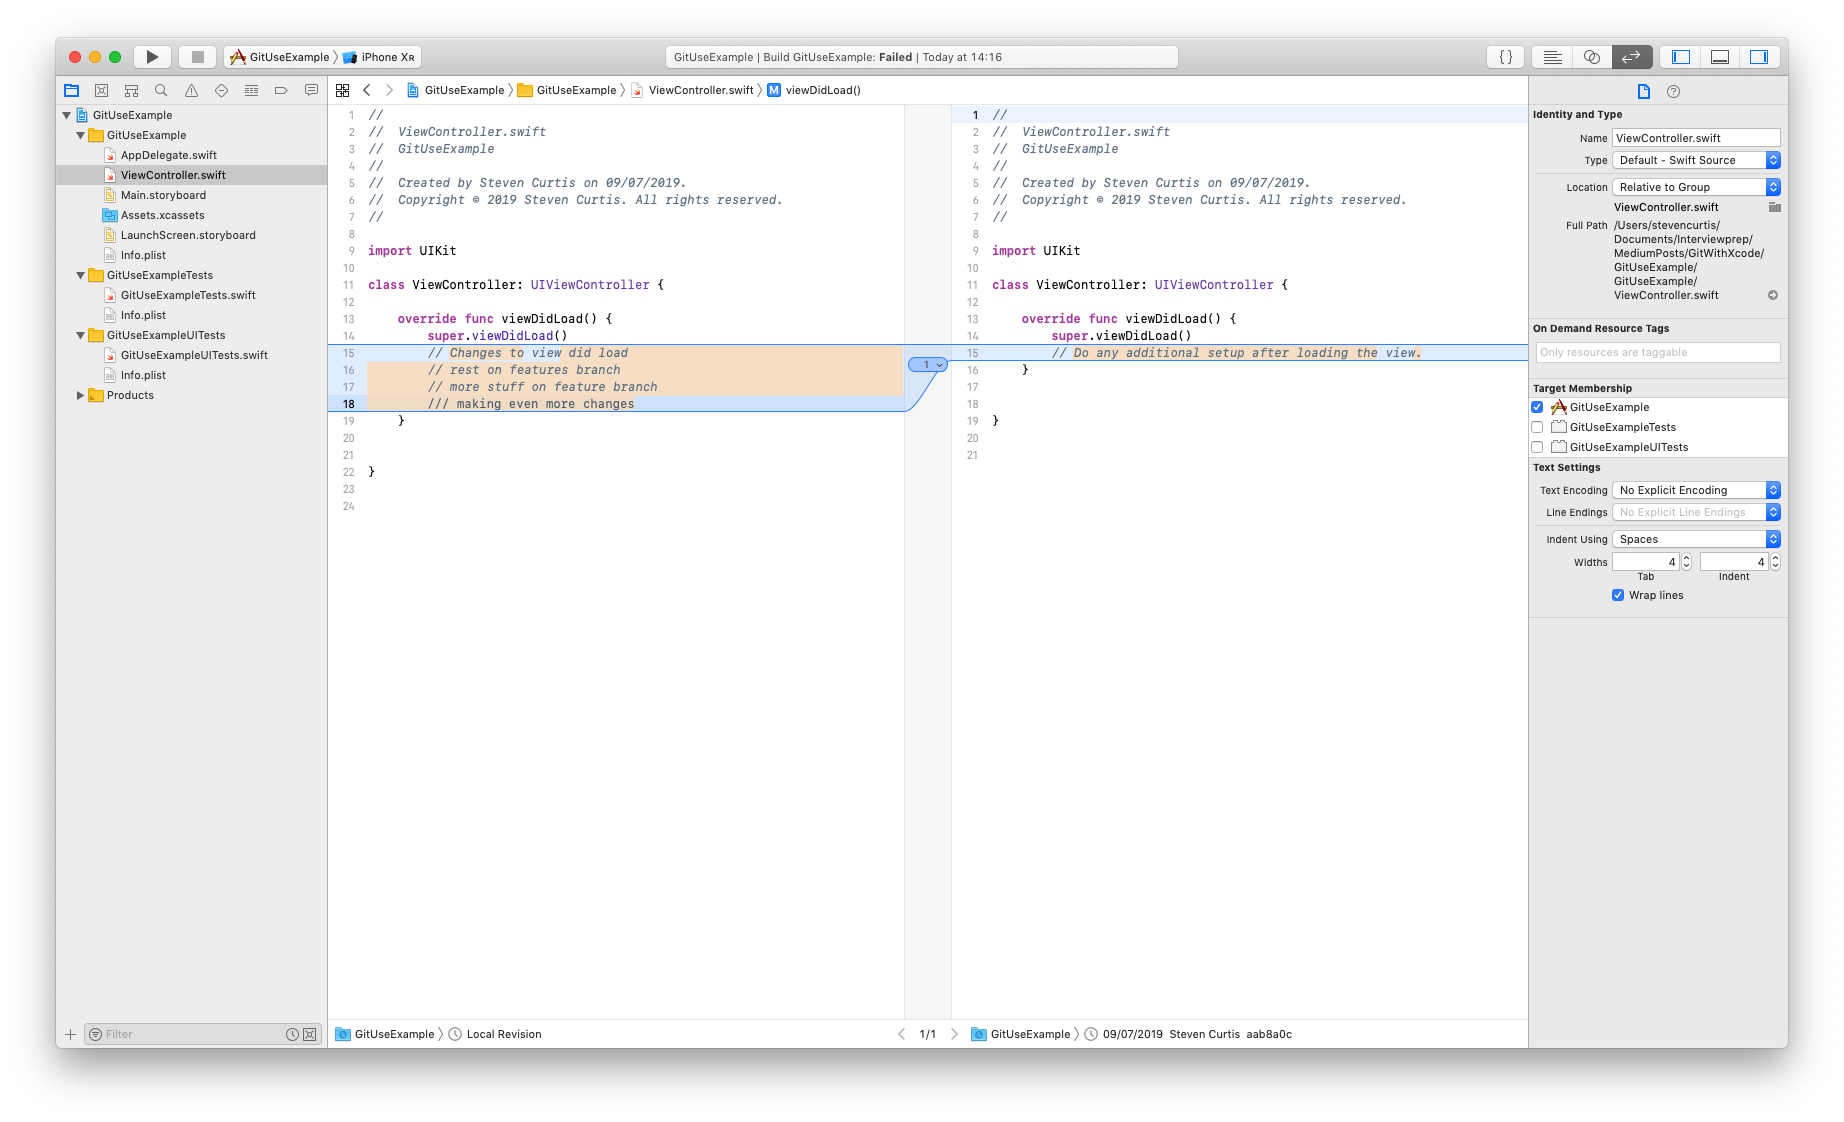 GitUseExample 〉 iPhone XR
GitUseExample | Build GitUseExample: Failed | Today at 14:16
{ }
GitUseExample 〉 GitUseExample 〉 ViewController.swift 〉 M viewDidLoad()
GitUseExample
GitUseExample
AppDelegate.swift
ViewController.swift
Main.storyboard
Assets.xcassets
LaunchScreen.storyboard
Info.plist
GitUseExampleTests
GitUseExampleTests.swift
Info.plist
GitUseExampleUITests
GitUseExampleUITests.swift
Info.plist
Products
Filter
1 //
2 //  ViewController.swift
3 //  GitUseExample
4 //
5 //  Created by Steven Curtis on 09/07/2019.
6 //  Copyright © 2019 Steven Curtis. All rights reserved.
7 //
8
9 import UIKit
10
11 class ViewController: UIViewController {
12
13     override func viewDidLoad() {
14         super.viewDidLoad()
15         // Changes to view did load
16         // rest on features branch
17         // more stuff on feature branch
18         /// making even more changes
19     }
20
21
22 }
23
24
1
1 //
2 //  ViewController.swift
3 //  GitUseExample
4 //
5 //  Created by Steven Curtis on 09/07/2019.
6 //  Copyright © 2019 Steven Curtis. All rights reserved.
7 //
8
9 import UIKit
10
11 class ViewController: UIViewController {
12
13     override func viewDidLoad() {
14         super.viewDidLoad()
15         // Do any additional setup after loading the view.
16     }
17
18
19 }
20
21
GitUseExample 〉 Local Revision
1/1
GitUseExample 〉 09/07/2019 Steven Curtis aab8a0c
Identity and Type
Name ViewController.swift
Type Default - Swift Source
Location Relative to Group
ViewController.swift
Full Path /Users/stevencurtis/
Documents/Interviewprep/
MediumPosts/GitWithXcode/
GitUseExample/
GitUseExample/
ViewController.swift
On Demand Resource Tags
Only resources are taggable
Target Membership
GitUseExample
GitUseExampleTests
GitUseExampleUITests
Text Settings
Text Encoding No Explicit Encoding
Line Endings No Explicit Line Endings
Indent Using Spaces
Widths 4 4
Tab Indent
Wrap lines